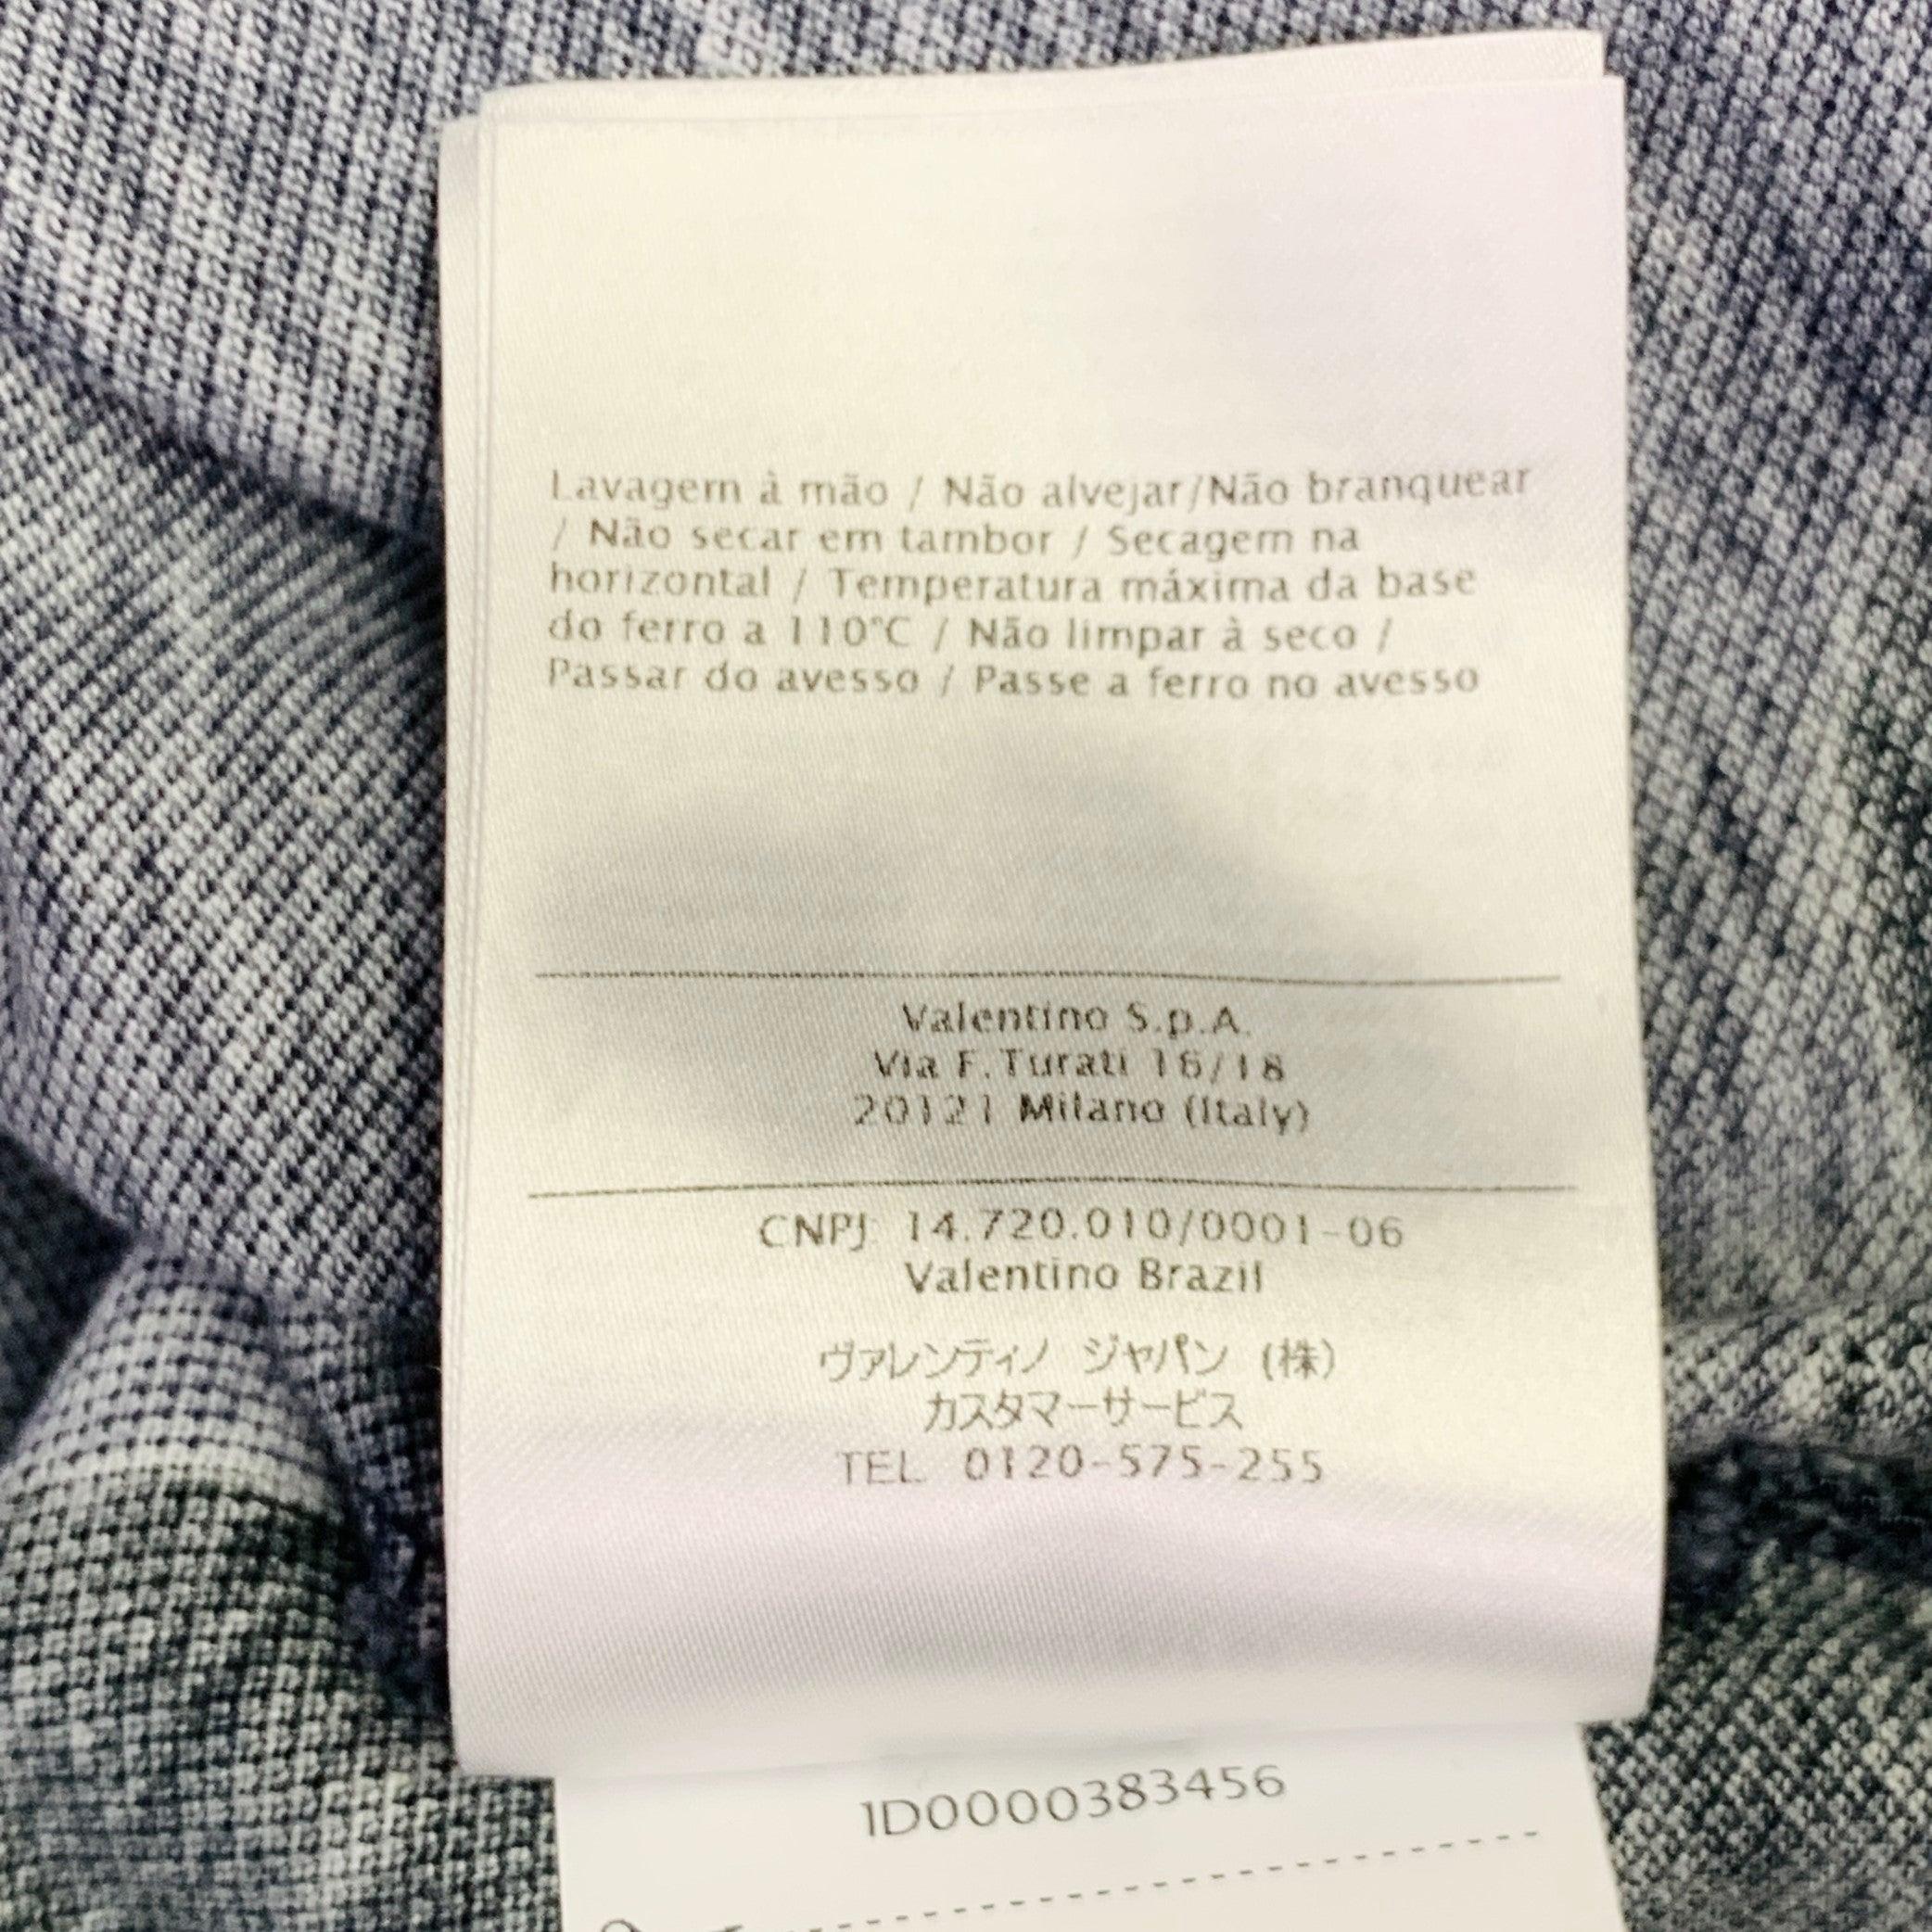 Lavagem à mão / Não alvejar/Não branquear
/ Não secar em tambor / Secagem na
horizontal / Temperatura máxima da base
do ferro a 110°C / Não limpar à seco /
Passar do avesso / Passe a ferro no avesso
Valentino S.p.A.
Via F.Turati 16/18
20121 Milano (Italy)
CNPJ: 14.720.010/0001-06
Valentino Brazil
ヴァレンティノ ジャパン (株)
カスタマーサービス
TEL 0120-575-255
ID0000383456